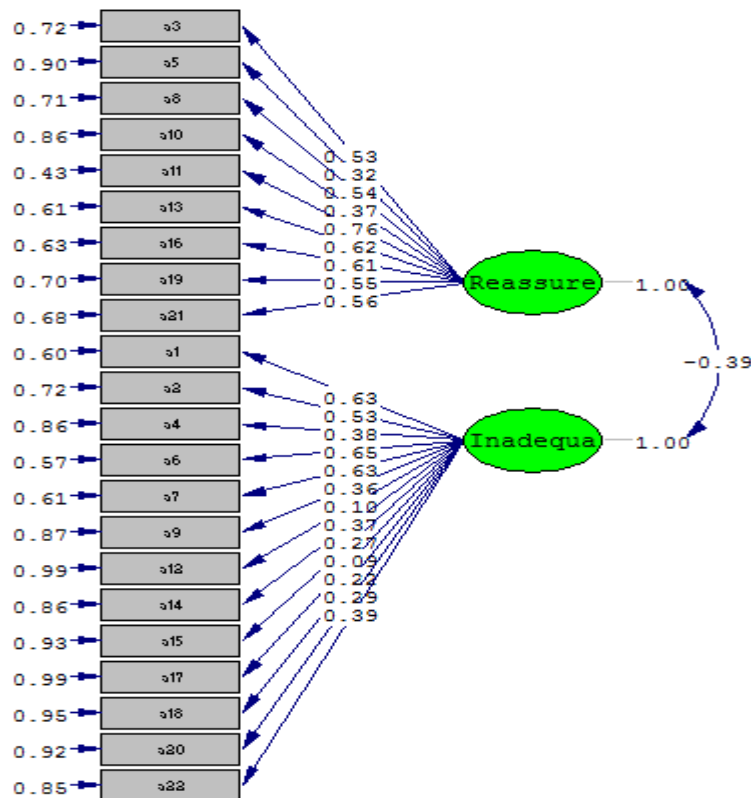 0.72 a3
0.90 a5
0.71 a8
0.86 a10
0.43 a11
0.61 a13
0.63 a16
0.70 a19
0.68 a21
0.60 a1
0.72 a2
0.86 a4
0.57 a6
0.61 a7
0.87 a9
0.99 a12
0.86 a14
0.93 a15
0.99 a17
0.95 a18
0.92 a20
0.85 a22
0.53
0.32
0.54
0.37
0.76
0.62
0.61
0.55
0.56
0.63
0.53
0.38
0.65
0.63
0.36
0.10
0.37
0.27
0.09
0.22
0.29
0.39
Reassure 1.00
-0.39
Inadequa 1.00